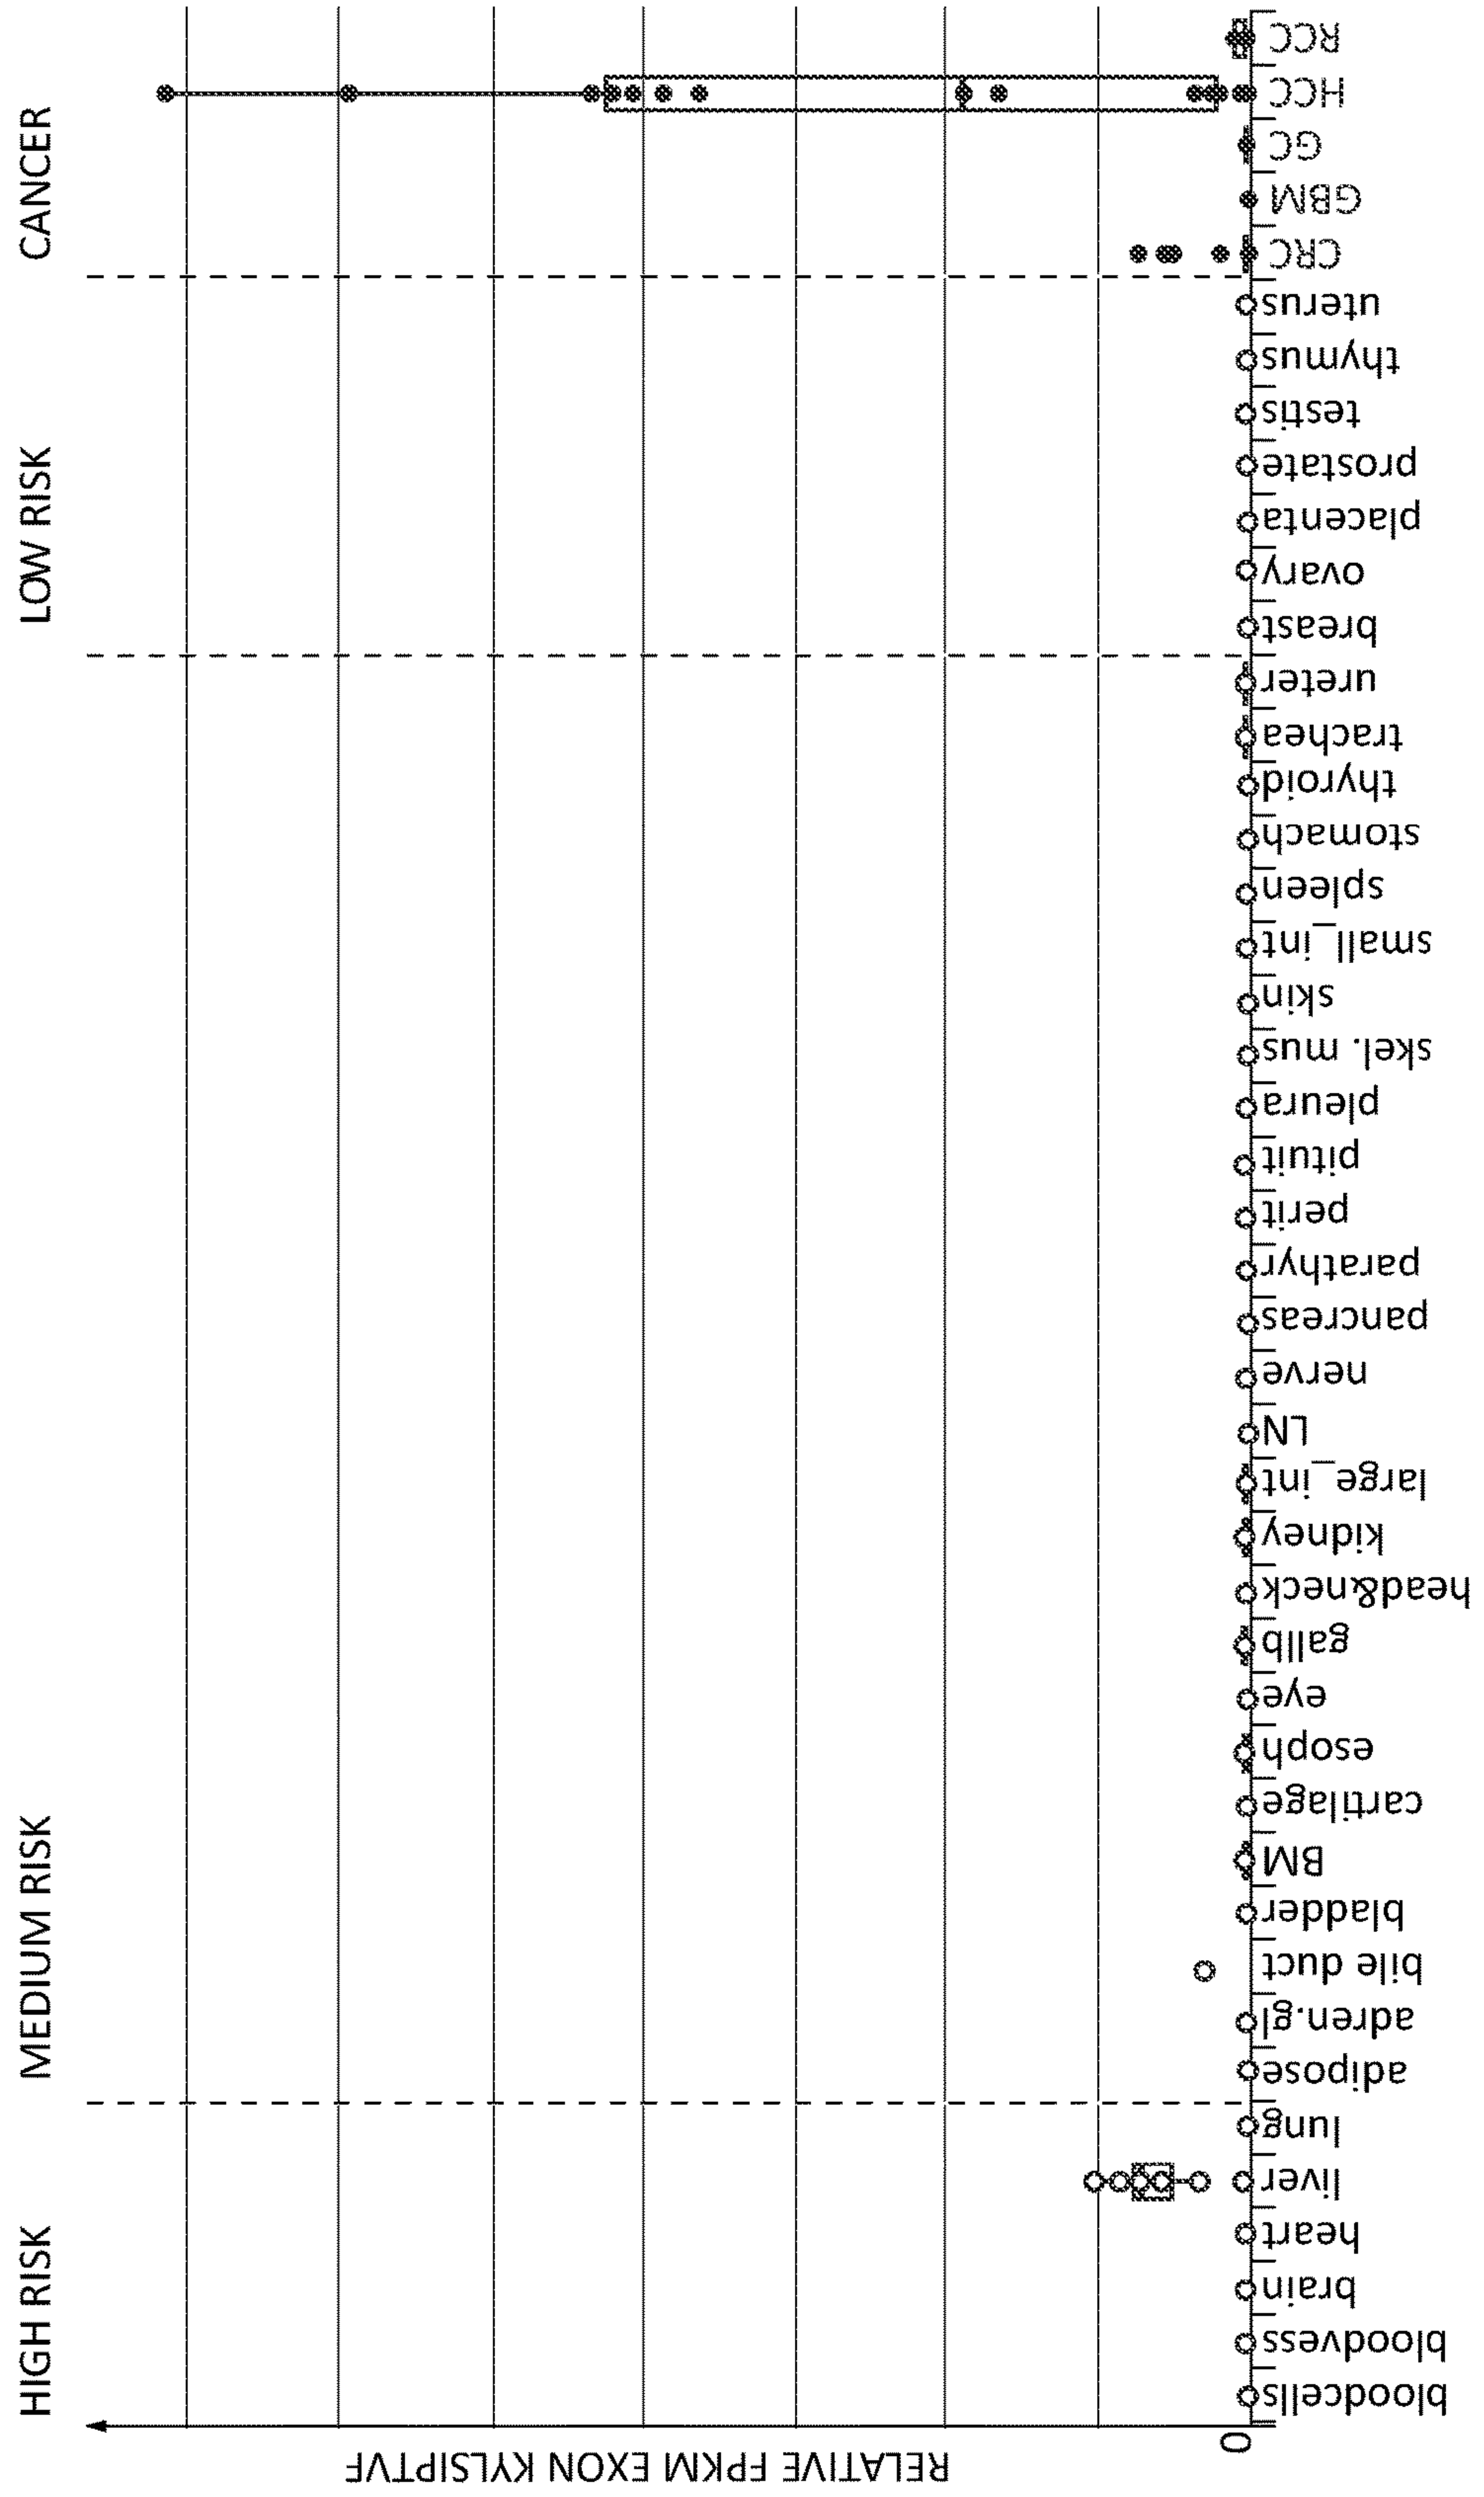 HIGH RISK
MEDIUM RISK
LOW RISK
CANCER
RELATIVE FPKM EXON KYLSIPTVF
0
bloodcells
bloodvess
brain
heart
liver
lung
adipose
adren.gl
bile duct
bladder
BM
cartilage
esoph
eye
gallb
head&neck
kidney
large_int
LN
nerve
pancreas
parathyr
perit
pituit
pleura
skel. mus
skin
small_int
spleen
stomach
thyroid
trachea
ureter
breast
ovary
placenta
prostate
testis
thymus
uterus
CRC
GBM
GC
HCC
RCC